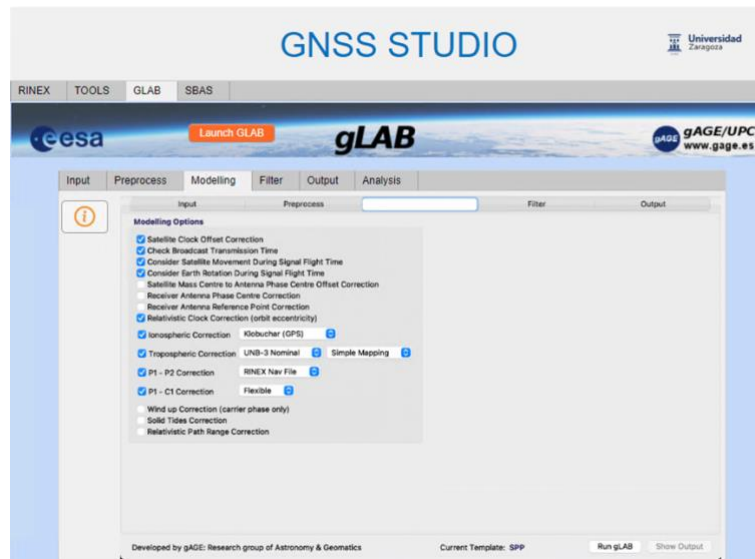 GNSS STUDIO
Universidad
Zaragoza
RINEX TOOLS GLAB SBAS
esa
Launch GLAB
gLAB
gAGE
gAGE/UPC
www.gage.es
Input Preprocess Modelling Filter Output Analysis
i
Input Preprocess Filter Output
Modelling Options
Satellite Clock Offset Correction
Check Broadcast Transmission Time
Consider Satellite Movement During Signal Flight Time
Consider Earth Rotation During Signal Flight Time
Satellite Mass Centre to Antenna Phase Centre Offset Correction
Receiver Antenna Phase Centre Correction
Receiver Antenna Reference Point Correction
Relativistic Clock Correction (orbit eccentricity)
Ionospheric Correction Klobuchar (GPS)
Tropospheric Correction UNB-3 Nominal Simple Mapping
P1 - P2 Correction RINEX Nav File
P1 - C1 Correction Flexible
Wind up Correction (carrier phase only)
Solid Tides Correction
Relativistic Path Range Correction
Developed by gAGE: Research group of Astronomy & Geomatics Current Template: SPP Run gLAB Show Output